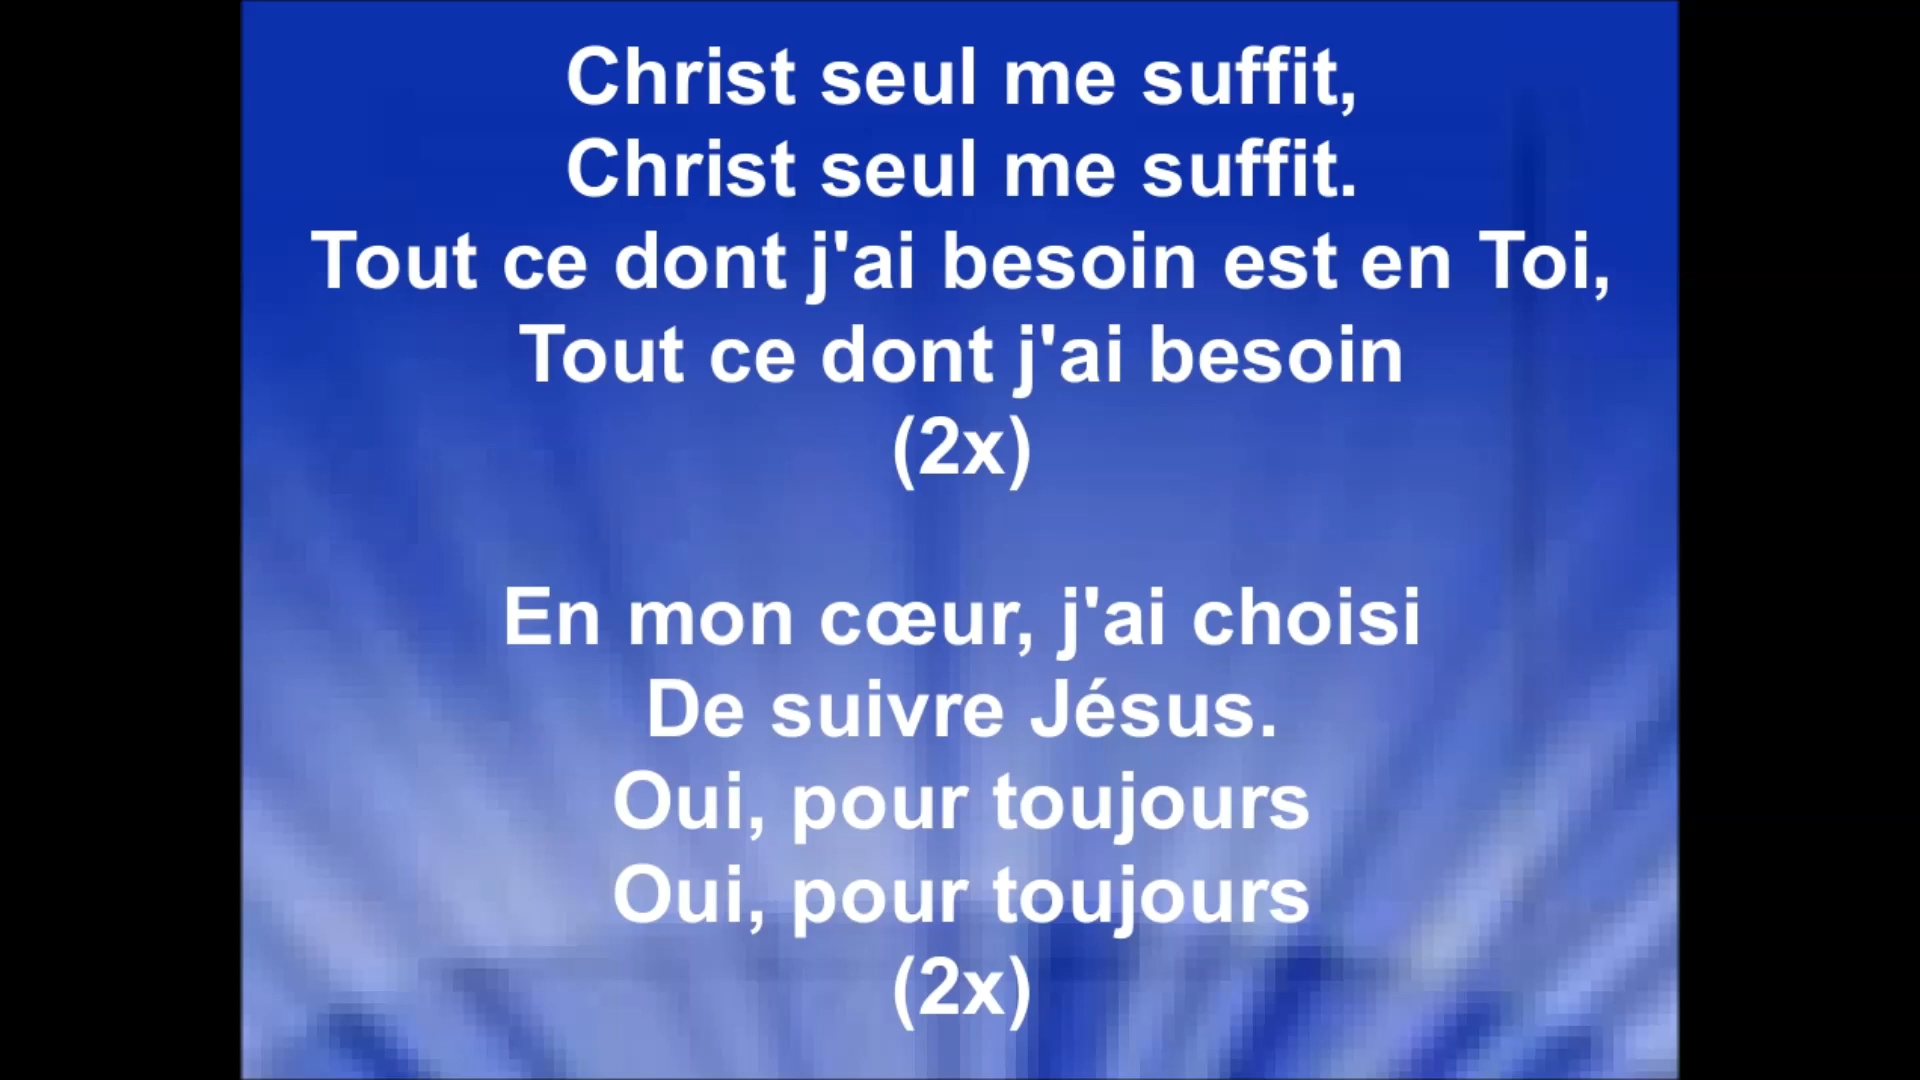 Christ seul me suffit,
Christ seul me suffit.
Tout ce dont j'ai besoin est en Toi,
Tout ce dont j'ai besoin
(2x)
En mon cœur, j'ai choisi
De suivre Jésus.
Oui, pour toujours
Oui, pour toujours
(2x)